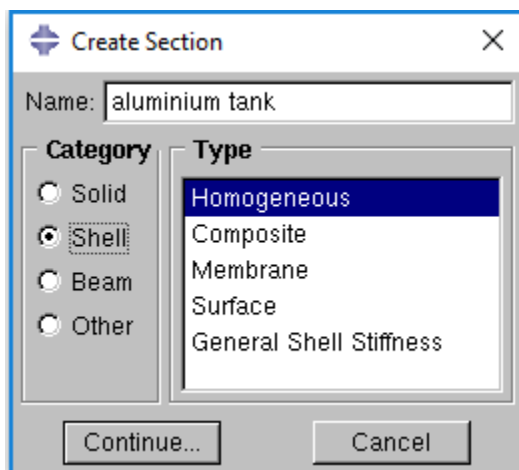 Create Section
Name: aluminium tank
Category
Solid
Shell
Beam
Other
Type
Homogeneous
Composite
Membrane
Surface
General Shell Stiffness
Continue...
Cancel